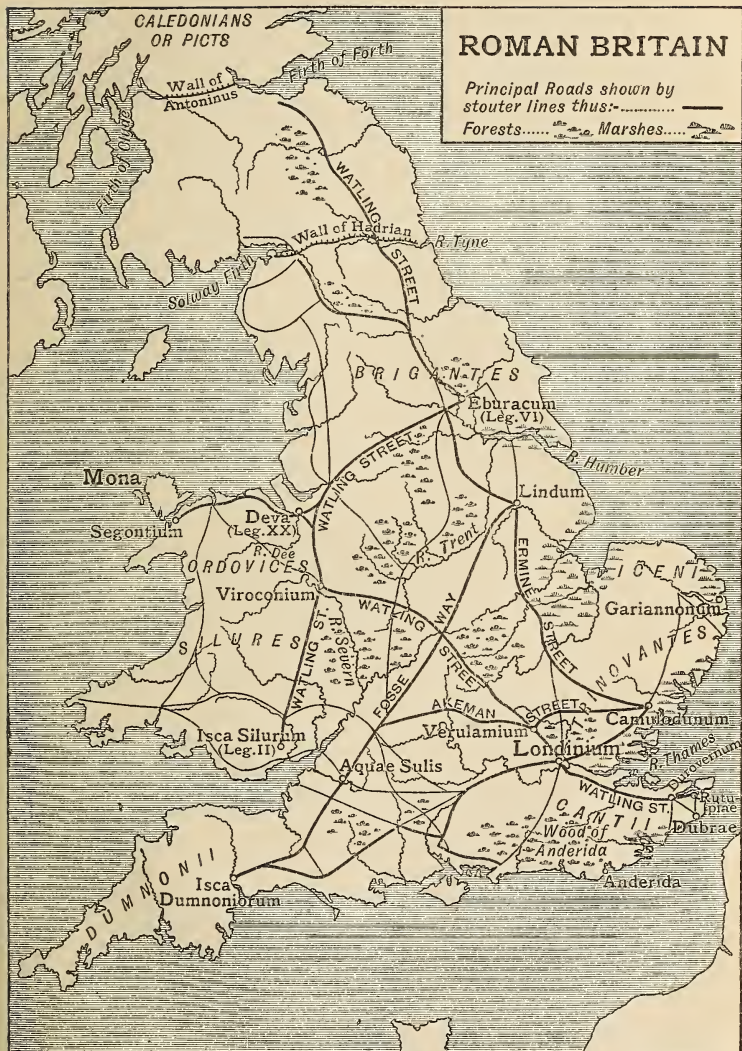 CALEDONIANS
OR PICTS
ROMAN BRITAIN
Principal Roads shown by
stouter lines thus:-
Forests...... Marshes.....
Firth of Forth
Wall of
Antoninus
Firth of Clyde
WATLING
STREET
Wall of Hadrian
R. Tyne
Solway Firth
BRIGANTES
Eburacum
(Leg.VI)
R. Humber
WATLING STREET
Mona
Segontium
Deva
(Leg.XX)
Lindum
R. Dee
R. Trent
ORDOVICES
ICENI
Viroconium
Gariannonum
WATLING
STREET
ERMINE
STREET
FOSSE WAY
SILURES
WATLING ST.
R. Severn
NOVANTES
AKEMAN
STREET
Verulamium
Camulodunum
Isca Silurum
(Leg.II)
Londinium
R. Thames
Durovernum
Aquae Sulis
WATLING ST.
Rutu-
piae
CANTII
Dubrae
Wood of
Anderida
Anderida
Isca
Dumnoniorum
DUMNONII